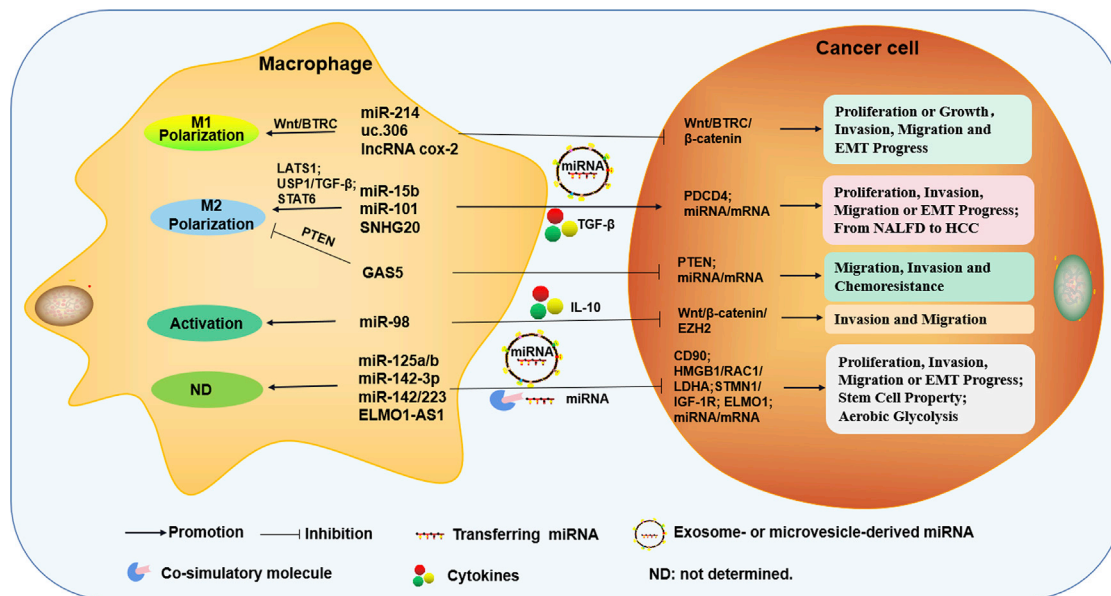 Macrophage
Cancer cell
M1
Polarization
Wnt/BTRC
miR-214
uc.306
lncRNA cox-2
Wnt/BTRC/
β-catenin
Proliferation or Growth,
Invasion, Migration and
EMT Progress
miRNA
LATS1;
USP1/TGF-β;
STAT6
M2
Polarization
miR-15b
miR-101
SNHG20
TGF-β
PDCD4;
miRNA/mRNA
Proliferation, Invasion,
Migration or EMT Progress;
From NALFD to HCC
PTEN
GAS5
PTEN;
miRNA/mRNA
Migration, Invasion and
Chemoresistance
Activation
miR-98
IL-10
Wnt/β-catenin/
EZH2
Invasion and Migration
ND
miR-125a/b
miR-142-3p
miR-142/223
ELMO1-AS1
miRNA
miRNA
CD90;
HMGB1/RAC1/
LDHA;STMN1/
IGF-1R; ELMO1;
miRNA/mRNA
Proliferation, Invasion,
Migration or EMT Progress;
Stem Cell Property;
Aerobic Glycolysis
Promotion
Inhibition
Transferring miRNA
Exosome- or microvesicle-derived miRNA
Co-simulatory molecule
Cytokines
ND: not determined.